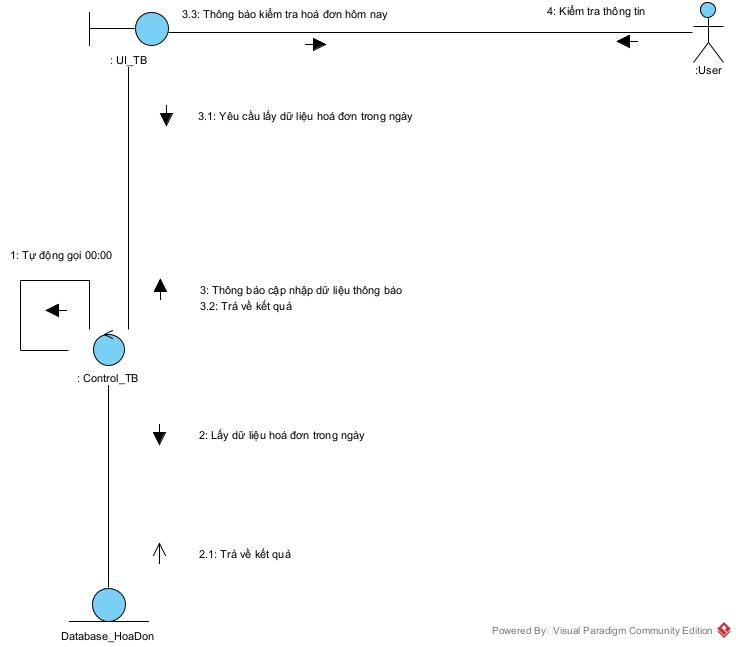 3.3: Thông báo kiểm tra hoá đơn hôm nay
4: Kiểm tra thông tin
: UI_TB
:User
3.1: Yêu cầu lấy dữ liệu hoá đơn trong ngày
1: Tự động gọi 00:00
3: Thông báo cập nhập dữ liệu thông báo
3.2: Trả về kết quả
: Control_TB
2: Lấy dữ liệu hoá đơn trong ngày
2.1: Trả về kết quả
Database_HoaDon
Powered By Visual Paradigm Community Edition